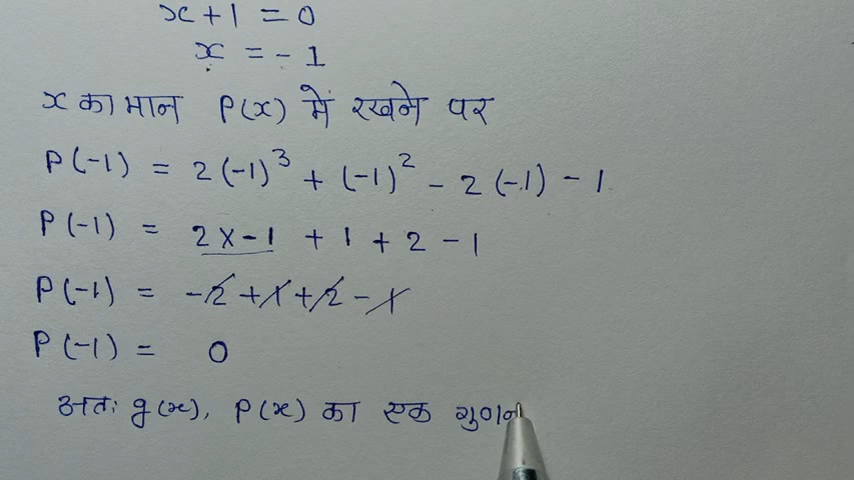 x + 1 = 0
x = - 1
x का मान P(x) में रखने पर
P(-1) = 2(-1)³ + (-1)² - 2(-1) - 1
P(-1) = 2 x - 1 + 1 + 2 - 1
P(-1) = -2 + 1 + 2 - 1
P(-1) = 0
अतः g(x), P(x) का एक गुणन